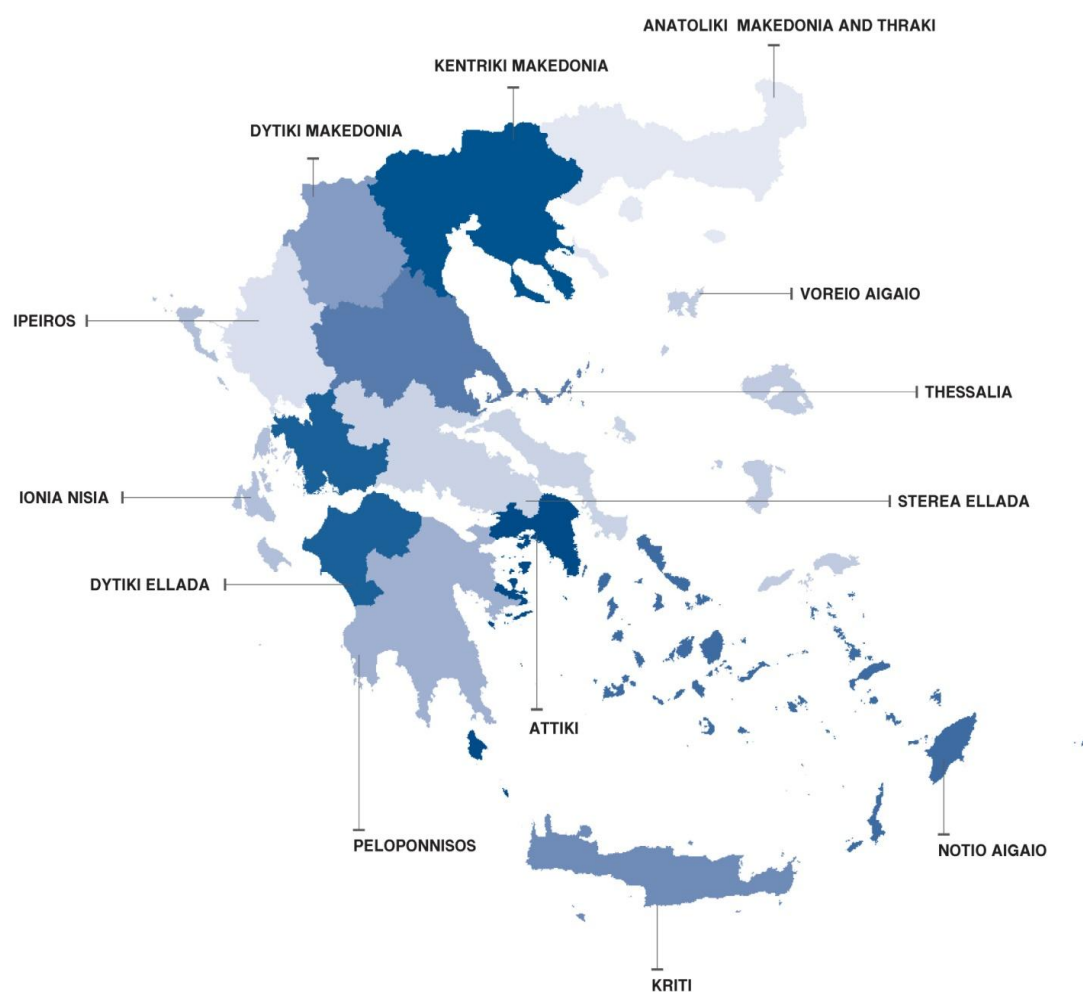 ANATOLIKI MAKEDONIA AND THRAKI
KENTRIKI MAKEDONIA
DYTIKI MAKEDONIA
VOREIO AIGAIO
IPEIROS
THESSALIA
IONIA NISIA
STEREA ELLADA
DYTIKI ELLADA
ATTIKI
PELOPONNISOS
NOTIO AIGAIO
KRITI